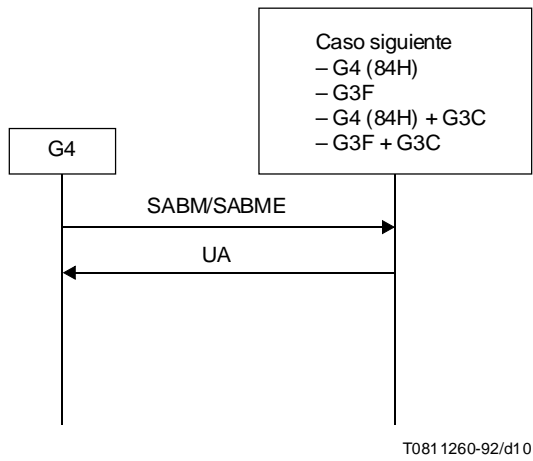 Caso siguiente
– G4 (84H)
– G3F
– G4 (84H) + G3C
– G3F + G3C
G4
SABM/SABME
UA
T0811260-92/d10